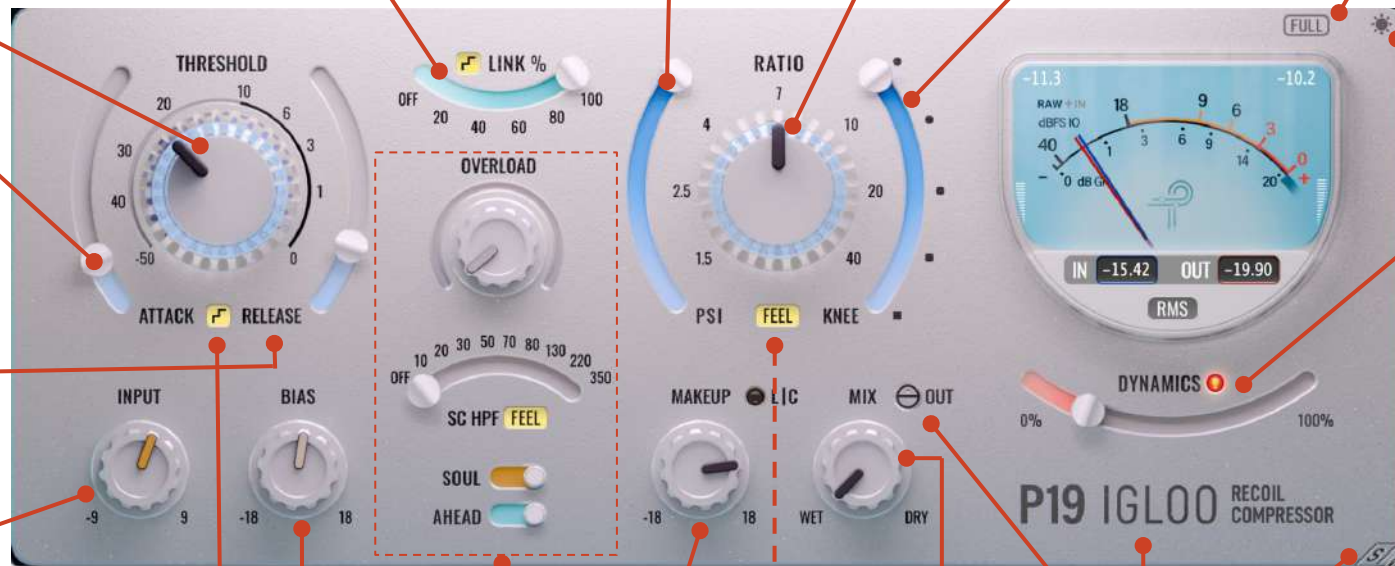 FULL
THRESHOLD
-50
40
30
20
10
6
3
1
0
ATTACK
RELEASE
LINK %
OFF
20
40
60
80
100
OVERLOAD
OFF
10
20
30
50
70
80
130
220
350
SC HPF
FEEL
SOUL
AHEAD
RATIO
1.5
2.5
4
7
10
20
40
PSI
FEEL
KNEE
INPUT
-9
9
BIAS
-18
18
MAKEUP
L|C
-18
18
MIX
OUT
WET
DRY
-11.3
-10.2
RAW + IN
dBFS IO
40
18
9
6
3
0
-
+
0
dB GR
1
3
6
9
14
20
IN
-15.42
OUT
-19.90
RMS
DYNAMICS
0%
100%
P19 IGLOO RECOIL
COMPRESSOR